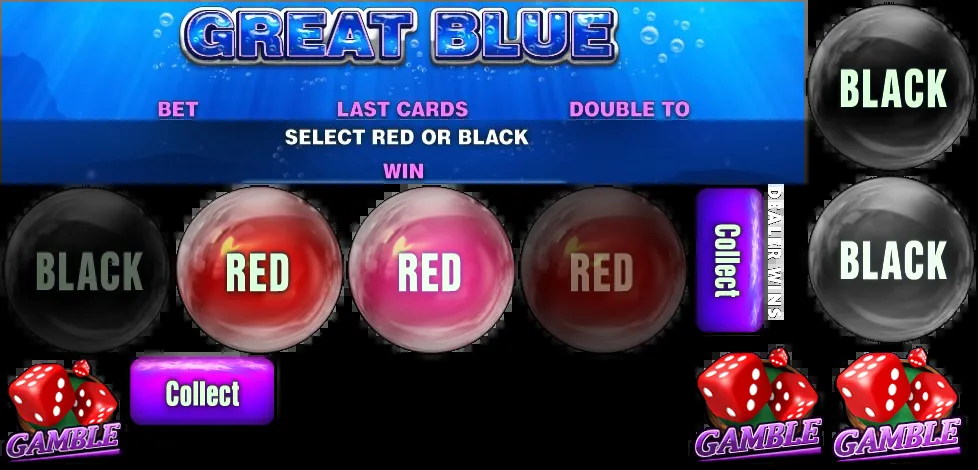 GREAT BLUE
BET LAST CARDS DOUBLE TO
SELECT RED OR BLACK
WIN
BLACK
BLACK
RED
RED
RED
Collect
DEALER WINS
BLACK
GAMBLE
Collect
GAMBLE
GAMBLE